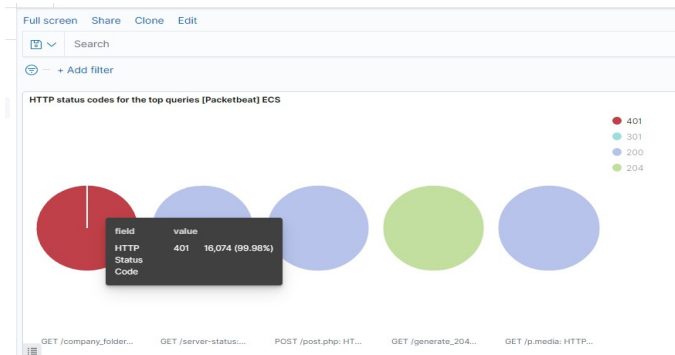 Full screen Share Clone Edit
Search
+ Add filter
HTTP status codes for the top queries [Packetbeat] ECS
401
301
200
204
field value
HTTP Status Code 401 16,074 (99.98%)
GET /company_folder... GET /server-status:... POST /post.php: HT... GET /generate_204... GET /p.media: HTTP...